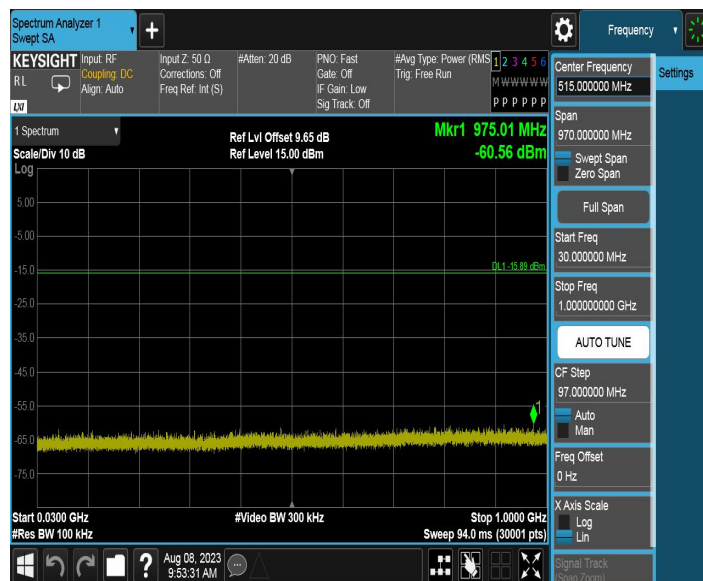 Spectrum Analyzer 1
Swept SA
+
Frequency
KEYSIGHT
RL
LXI
Input: RF
Coupling: DC
Align: Auto
Input Z: 50 Ω
Corrections: Off
Freq Ref: Int (S)
#Atten: 20 dB
PNO: Fast
Gate: Off
IF Gain: Low
Sig Track: Off
#Avg Type: Power (RMS
Trig: Free Run
1 2 3 4 5 6
M W W W W W
P P P P P P
Settings
1 Spectrum
Scale/Div 10 dB
Log
Ref Lvl Offset 9.65 dB
Ref Level 15.00 dBm
Mkr1 975.01 MHz
-60.56 dBm
5.00
-5.00
-15.0
DL1 -15.89 dBm
-25.0
-35.0
-45.0
-55.0
1
-65.0
-75.0
Start 0.0300 GHz
#Res BW 100 kHz
#Video BW 300 kHz
Stop 1.0000 GHz
Sweep 94.0 ms (30001 pts)
Center Frequency
515.000000 MHz
Span
970.000000 MHz
Swept Span
Zero Span
Full Span
Start Freq
30.000000 MHz
Stop Freq
1.000000000 GHz
AUTO TUNE
CF Step
97.000000 MHz
Auto
Man
Freq Offset
0 Hz
X Axis Scale
Log
Lin
Signal Track
(Span Zoom)
?
Aug 08, 2023
9:53:31 AM